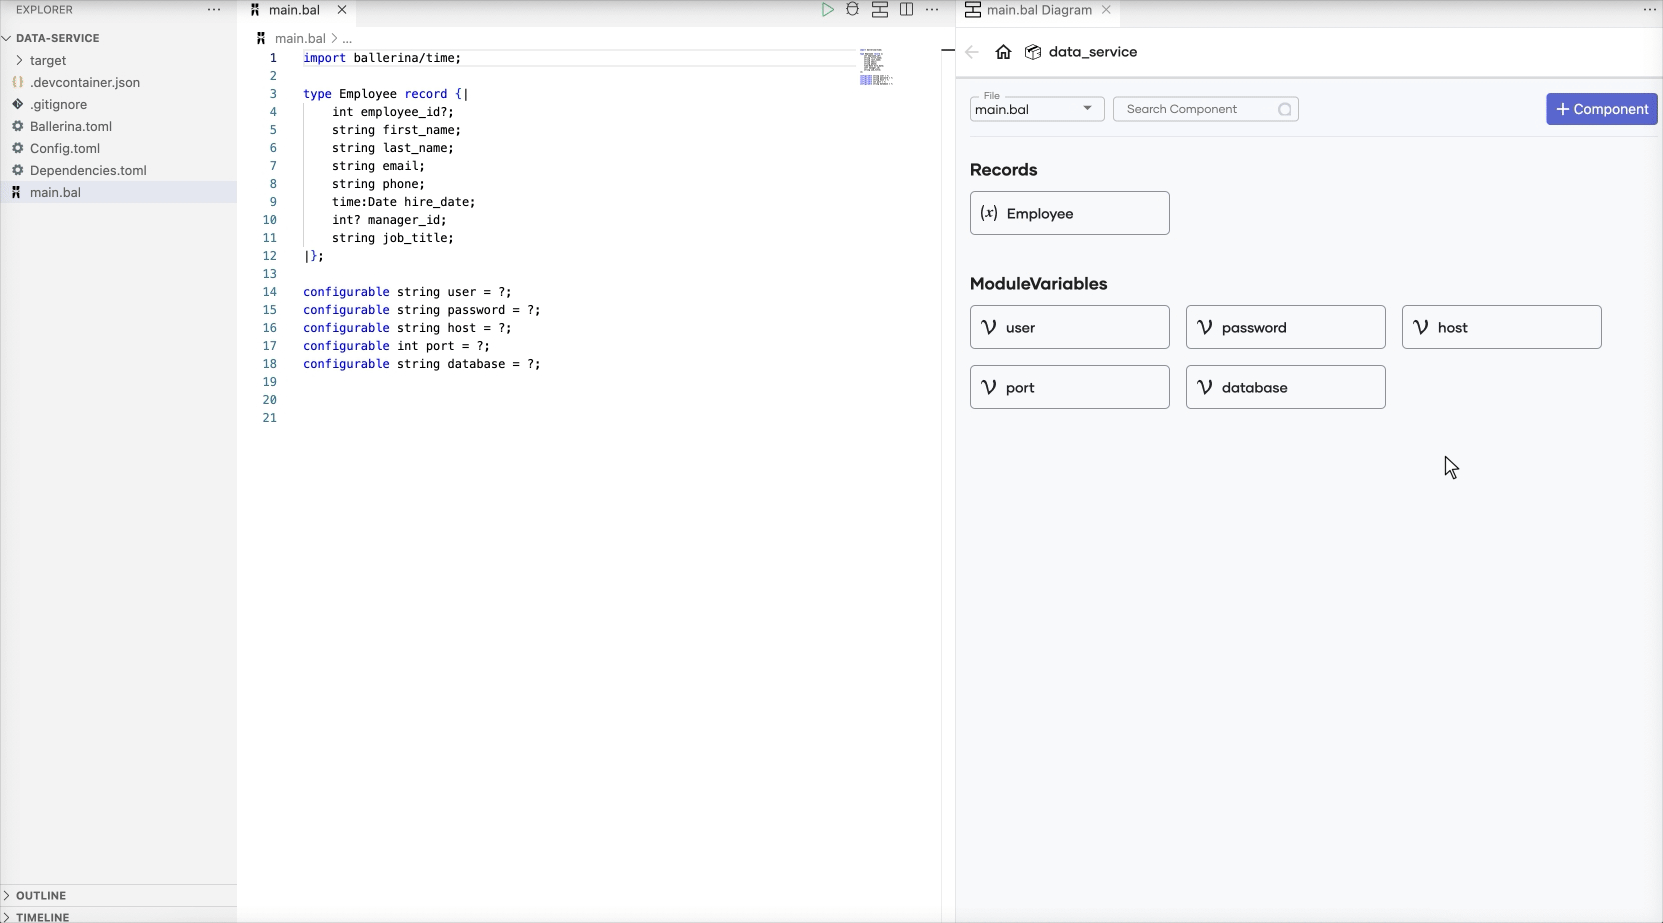 EXPLORER
DATA-SERVICE
target
.devcontainer.json
.gitignore
Ballerina.toml
Config.toml
Dependencies.toml
main.bal
OUTLINE
TIMELINE
main.bal
main.bal > ...
1 import ballerina/time;
2
3 type Employee record {|
4 int employee_id?;
5 string first_name;
6 string last_name;
7 string email;
8 string phone;
9 time:Date hire_date;
10 int? manager_id;
11 string job_title;
12 |};
13
14 configurable string user = ?;
15 configurable string password = ?;
16 configurable string host = ?;
17 configurable int port = ?;
18 configurable string database = ?;
19
20
21
main.bal Diagram
data_service
File
main.bal
Search Component
+ Component
Records
(x) Employee
ModuleVariables
user
password
host
port
database